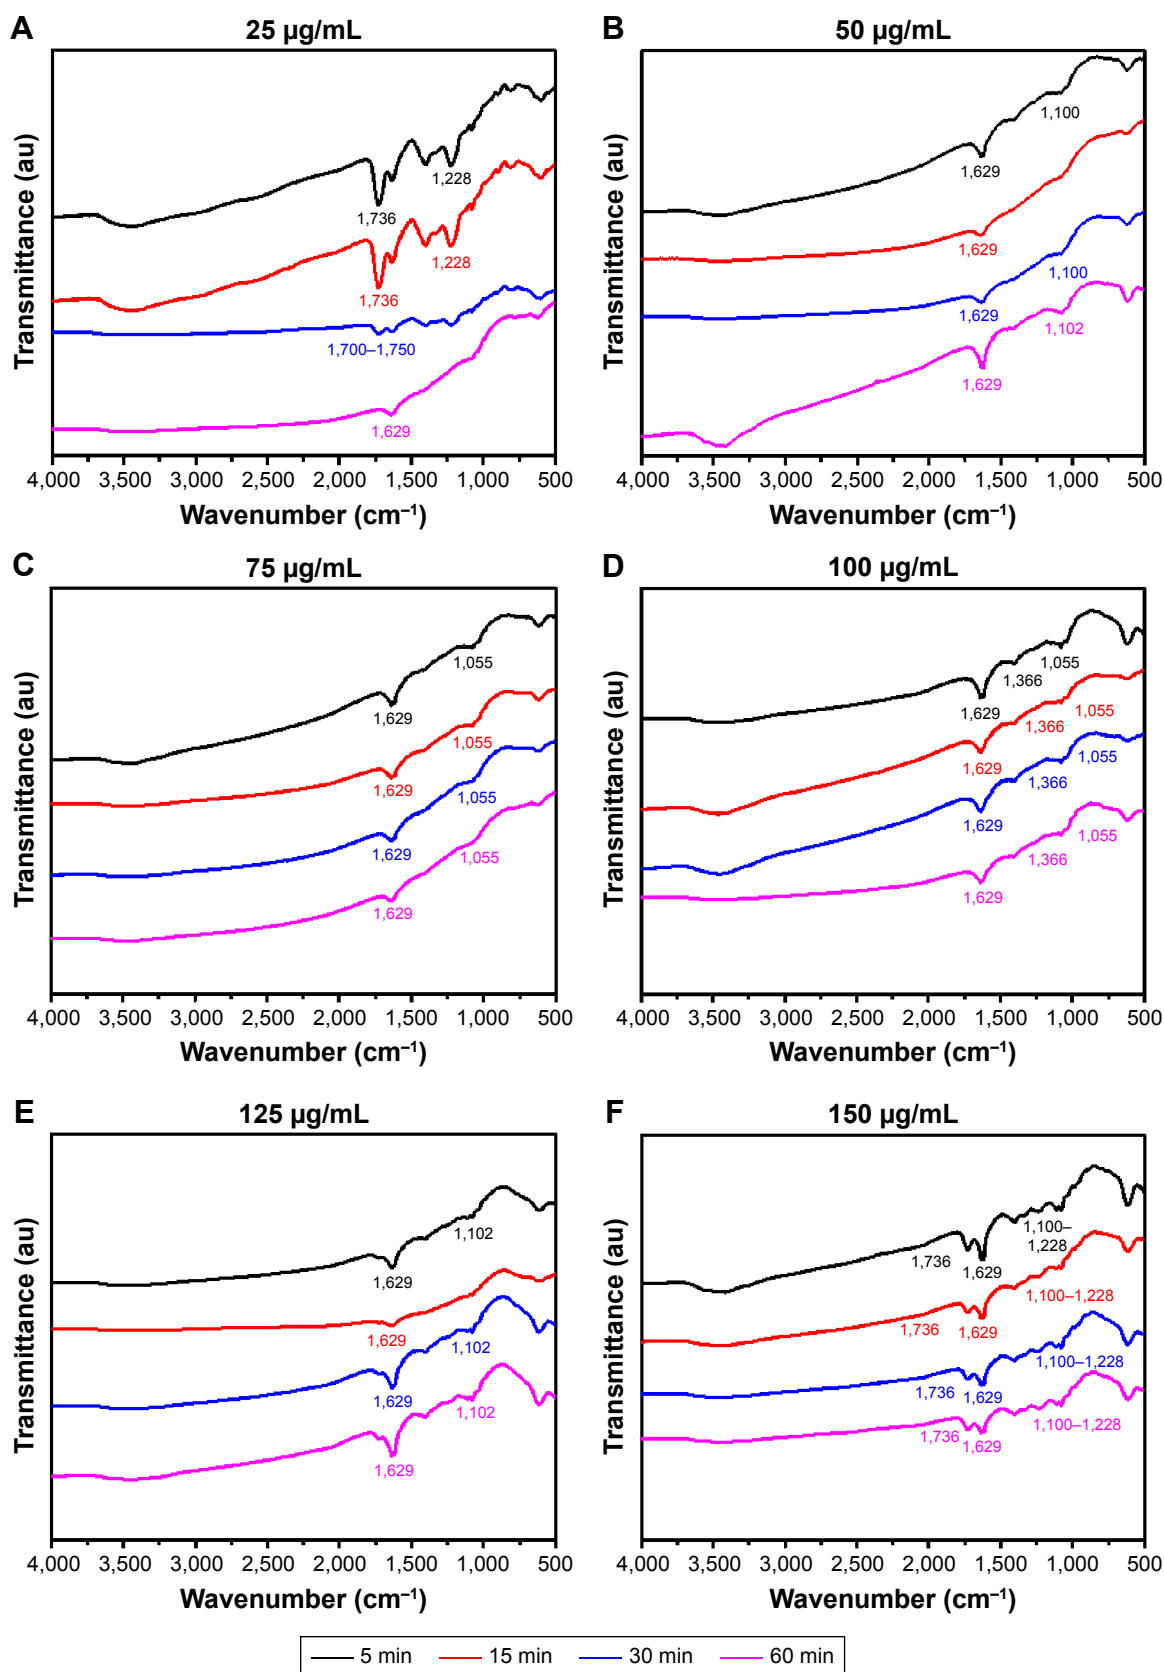 A
25 µg/mL
Transmittance (au)
1,228
1,736
1,228
1,736
1,700–1,750
1,629
4,000 3,500 3,000 2,500 2,000 1,500 1,000 500
Wavenumber (cm⁻¹)
B
50 µg/mL
Transmittance (au)
1,100
1,629
1,629
1,100
1,629
1,102
1,629
4,000 3,500 3,000 2,500 2,000 1,500 1,000 500
Wavenumber (cm⁻¹)
C
75 µg/mL
Transmittance (au)
1,055
1,629
1,055
1,629
1,055
1,629
1,055
1,629
4,000 3,500 3,000 2,500 2,000 1,500 1,000 500
Wavenumber (cm⁻¹)
D
100 µg/mL
Transmittance (au)
1,055
1,366
1,629
1,055
1,366
1,629
1,055
1,366
1,629
1,055
1,366
1,629
4,000 3,500 3,000 2,500 2,000 1,500 1,000 500
Wavenumber (cm⁻¹)
E
125 µg/mL
Transmittance (au)
1,102
1,629
1,629
1,102
1,629
1,102
1,629
4,000 3,500 3,000 2,500 2,000 1,500 1,000 500
Wavenumber (cm⁻¹)
F
150 µg/mL
Transmittance (au)
1,100–
1,228
1,736
1,629
1,100–1,228
1,736
1,629
1,100–1,228
1,736
1,629
1,100–1,228
1,736
1,629
4,000 3,500 3,000 2,500 2,000 1,500 1,000 500
Wavenumber (cm⁻¹)
5 min 15 min 30 min 60 min